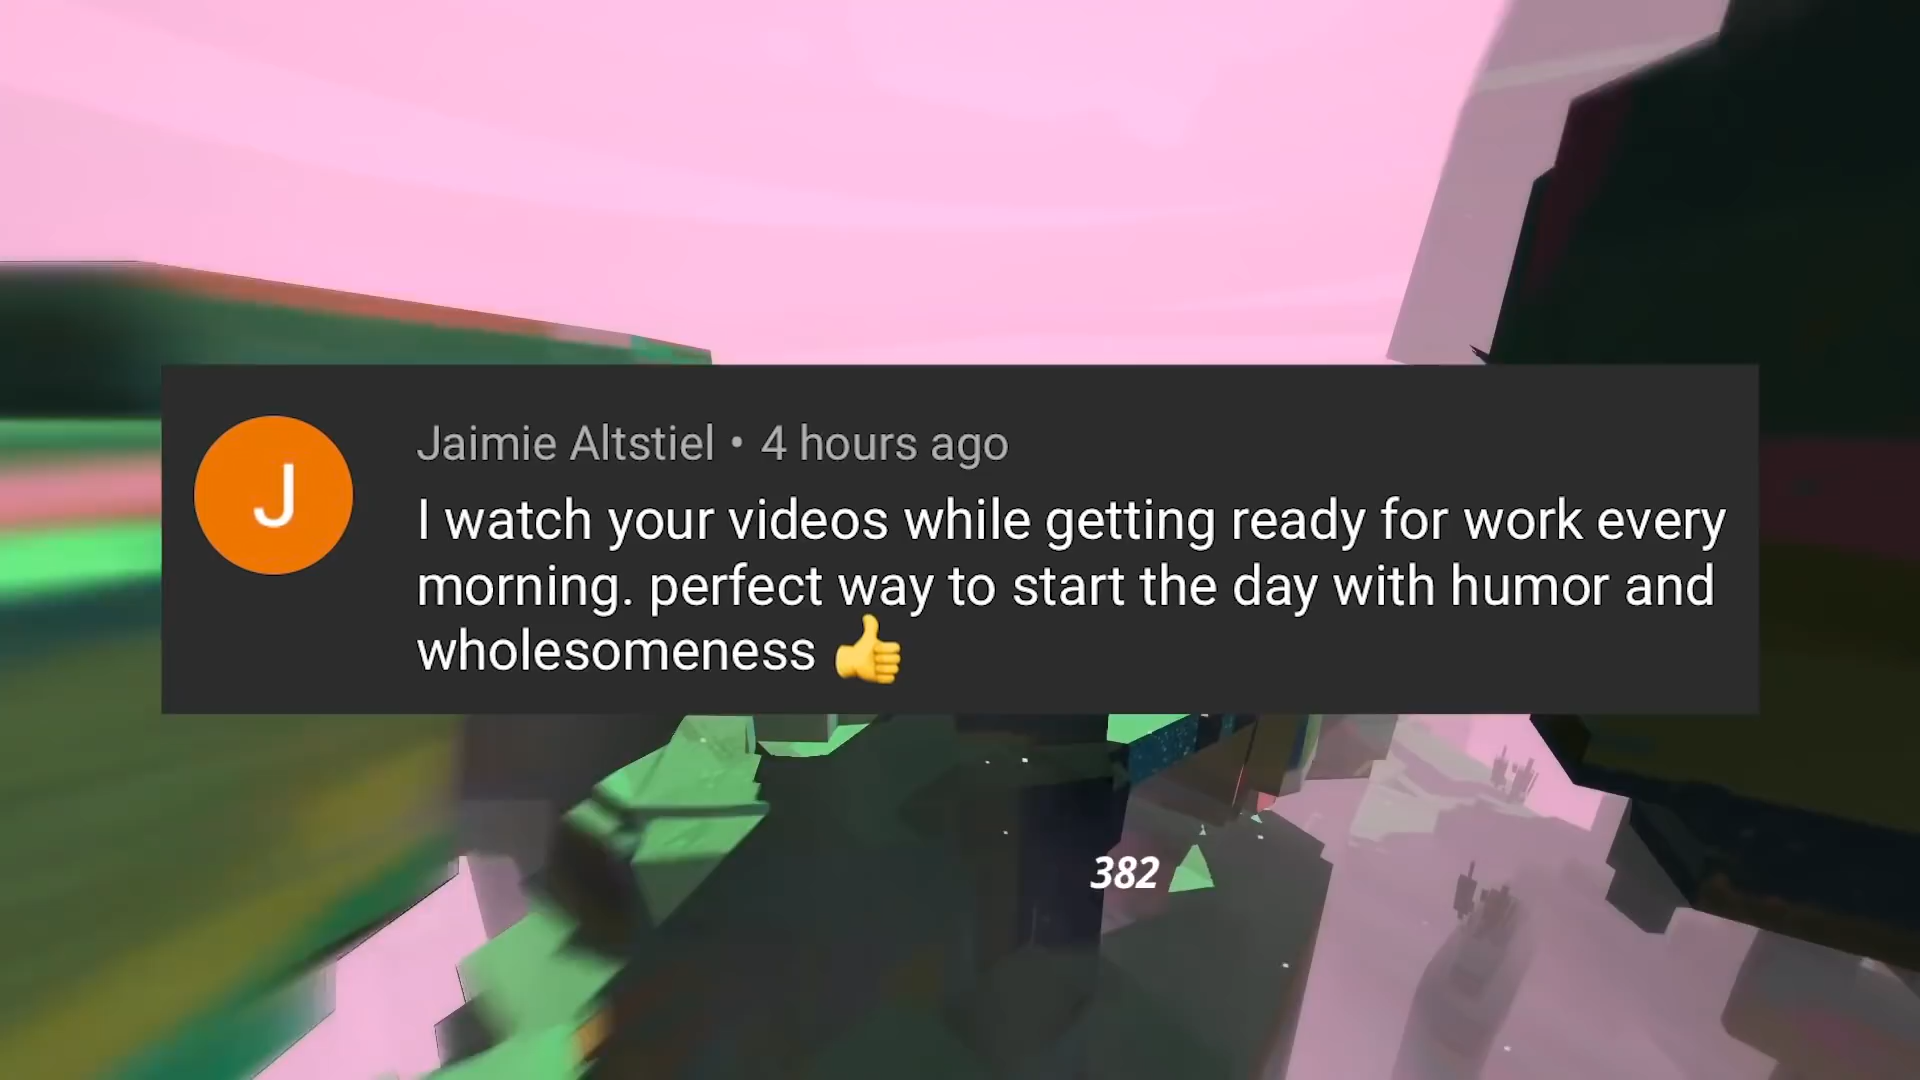 J
Jaimie Altstiel • 4 hours ago
I watch your videos while getting ready for work every
morning. perfect way to start the day with humor and
wholesomeness 👍
382